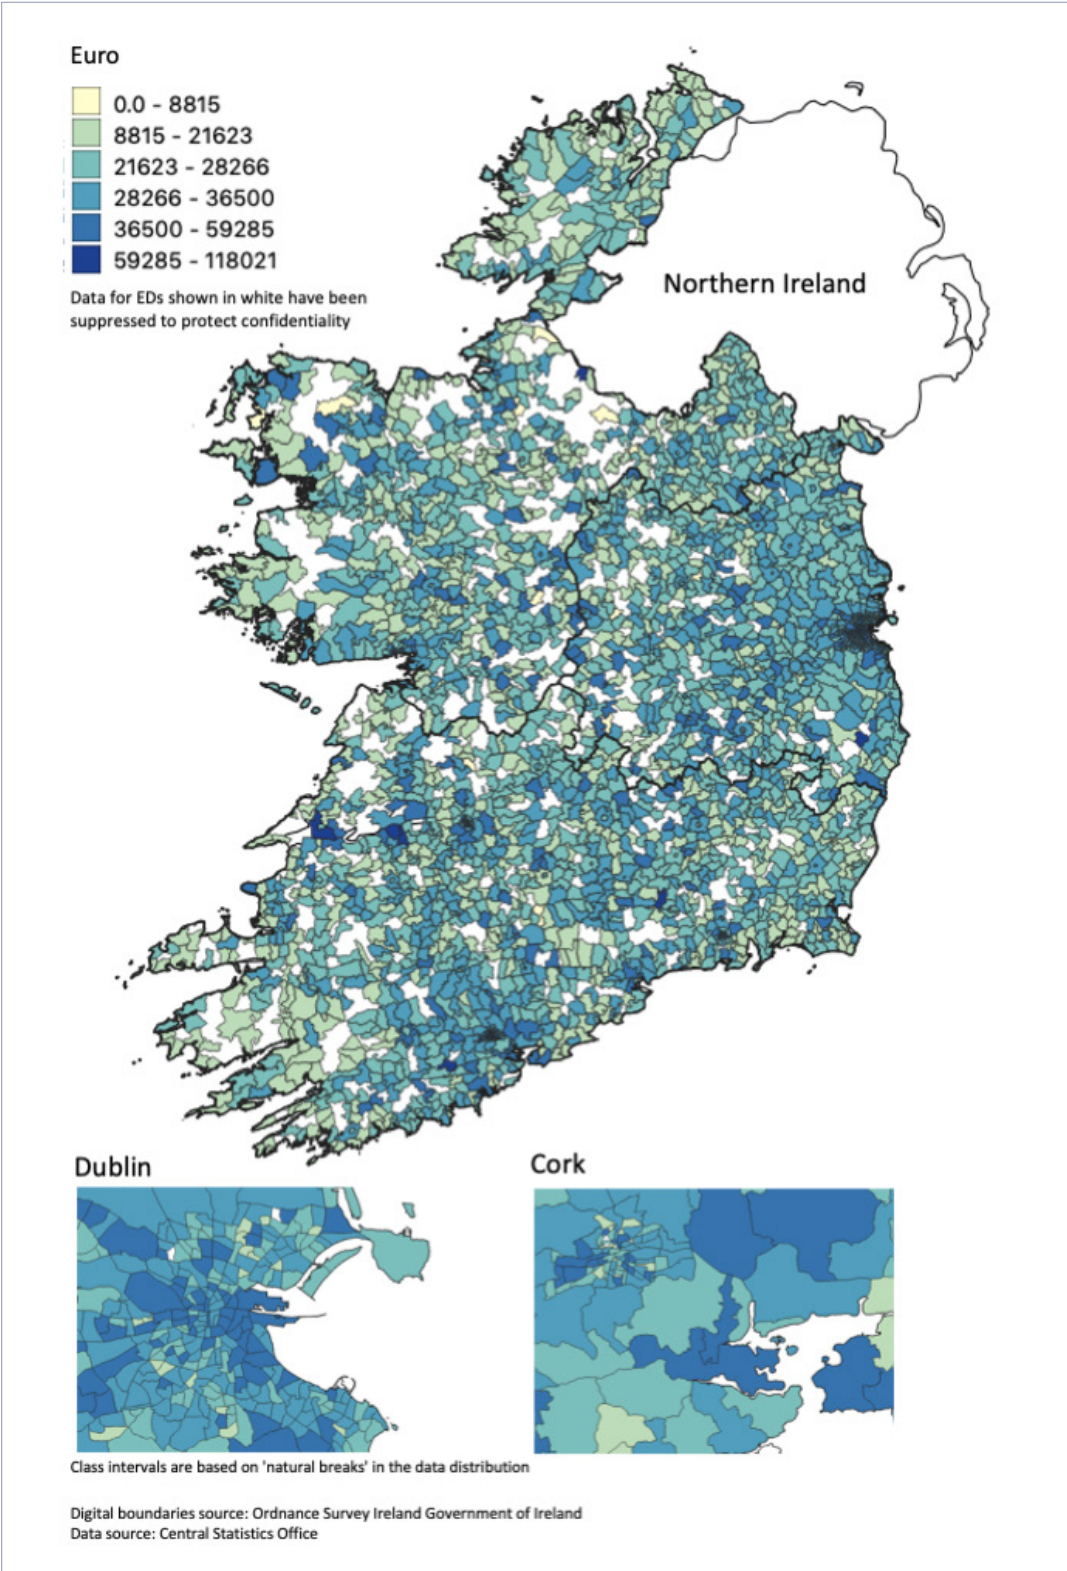 Euro
0.0 - 8815
8815 - 21623
21623 - 28266
28266 - 36500
36500 - 59285
59285 - 118021
Data for EDs shown in white have been
suppressed to protect confidentiality
Northern Ireland
Dublin
Cork
Class intervals are based on 'natural breaks' in the data distribution
Digital boundaries source: Ordnance Survey Ireland Government of Ireland
Data source: Central Statistics Office